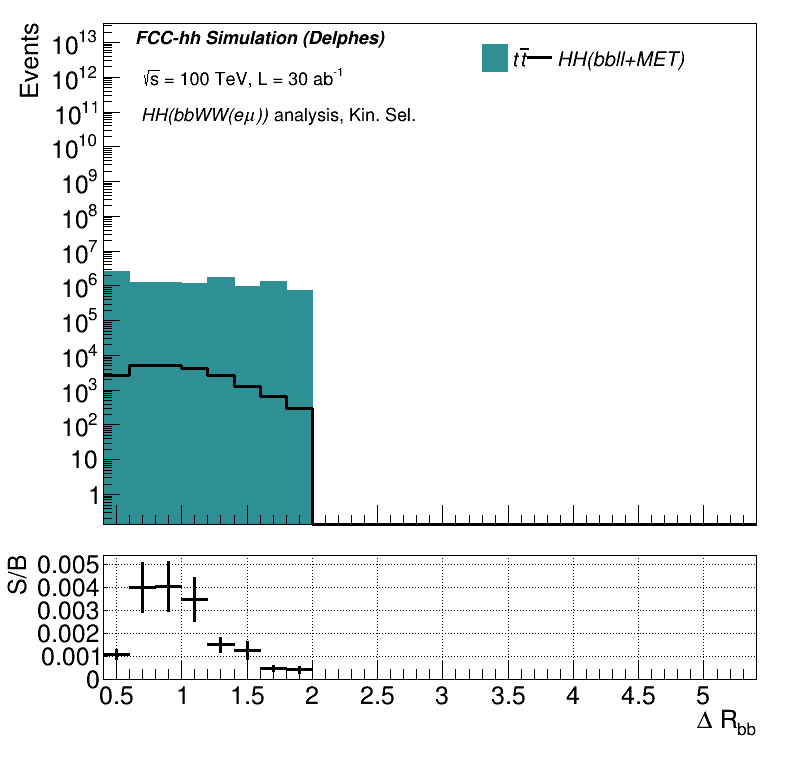 Events
10¹³
10¹²
10¹¹
10¹⁰
10⁹
10⁸
10⁷
10⁶
10⁵
10⁴
10³
10²
10
1
FCC-hh Simulation (Delphes)
√s = 100 TeV, L = 30 ab⁻¹
HH(bbWW(eμ)) analysis, Kin. Sel.
tt̅
HH(bbll+MET)
S/B
0.005
0.004
0.003
0.002
0.001
0
0.5 1 1.5 2 2.5 3 3.5 4 4.5 5
Δ R_bb